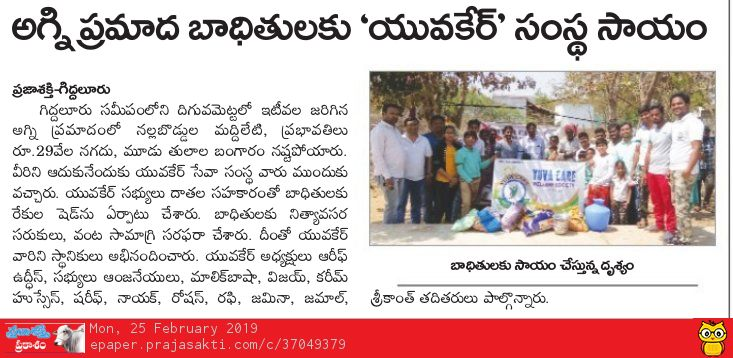 అగ్ని ప్రమాద బాధితులకు ‘యువకేర్’ సంస్థ సాయం
ప్రజాశక్తి-గిద్దలూరు
గిద్దలూరు సమీపంలోని దిగువమెట్టలో ఇటీవల జరిగిన
అగ్ని ప్రమాదంలో నల్లబొడ్డుల మద్దిలేటి, ప్రభావతిలు
రూ.29వేల నగదు, మూడు తులాల బంగారం నష్టపోయారు.
వీరిని ఆదుకునేందుకు యువకేర్ సేవా సంస్థ వారు ముందుకు
వచ్చారు. యువకేర్ సభ్యులు దాతల సహకారంతో బాధితులకు
రేకుల షెడ్‌ను ఏర్పాటు చేశారు. బాధితులకు నిత్యావసర
సరుకులు, వంట సామాగ్రి సరఫరా చేశారు. దీంతో యువకేర్
వారిని స్థానికులు అభినందించారు. యువకేర్ అధ్యక్షులు ఆరీఫ్
ఉద్దీస్, సభ్యులు ఆంజనేయులు, మాలిక్‌బాషా, విజయ్, కరీమ్
హుస్సేన్, షరీఫ్, నాయక్, రోషన్, రఫి, జమినా, జమాల్,
YUVA CARE
WELFARE SOCIETY
బాధితులకు సాయం చేస్తున్న దృశ్యం
శ్రీకాంత్ తదితరులు పాల్గొన్నారు.
ప్రజాశక్తి
ప్రకాశం
Mon, 25 February 2019
epaper.prajasakti.com/c/37049379